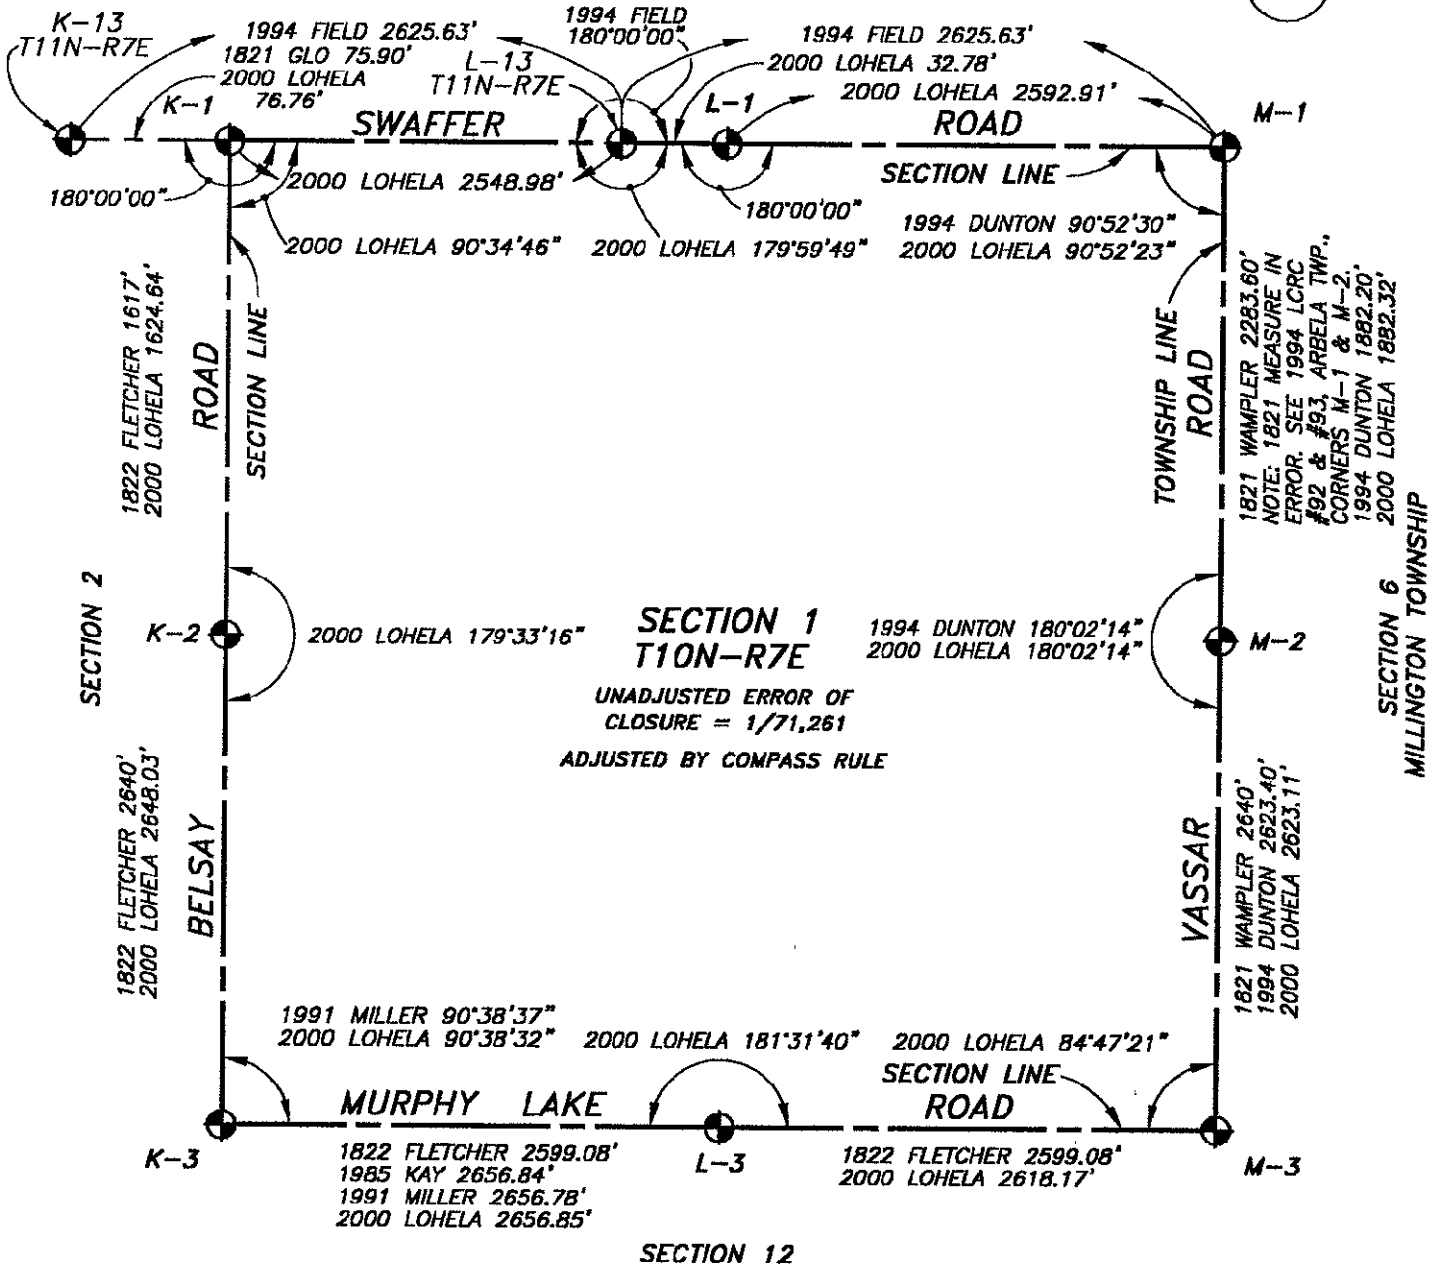 K-13
T11N-R7E
1994 FIELD 2625.63'
1821 GLO 75.90'
2000 LOHELA
76.76'
K-1
L-13
T11N-R7E
1994 FIELD
180°00'00"
1994 FIELD 2625.63'
2000 LOHELA 32.78'
L-1
2000 LOHELA 2592.91'
M-1
SWAFFER
ROAD
SECTION LINE
180°00'00"
2000 LOHELA 2548.98'
180°00'00"
2000 LOHELA 90°34'46"
2000 LOHELA 179°59'49"
1994 DUNTON 90°52'30"
2000 LOHELA 90°52'23"
1822 FLETCHER 1617'
2000 LOHELA 1624.64'
ROAD
SECTION LINE
TOWNSHIP LINE
ROAD
1821 WAMPLER 2283.60'
NOTE: 1821 MEASURE IN
ERROR. SEE 1994 LCRC
#92 & #93, ARBELA TWP.,
CORNERS M-1 & M-2.
1994 DUNTON 1882.20'
2000 LOHELA 1882.32'
SECTION 2
K-2
2000 LOHELA 179°33'16"
SECTION 1
T10N-R7E
UNADJUSTED ERROR OF
CLOSURE = 1/71,261
ADJUSTED BY COMPASS RULE
1994 DUNTON 180°02'14"
2000 LOHELA 180°02'14"
M-2
SECTION 6
MILLINGTON TOWNSHIP
1822 FLETCHER 2640'
2000 LOHELA 2648.03'
BELSAY
VASSAR
1821 WAMPLER 2640'
1994 DUNTON 2623.40'
2000 LOHELA 2623.11'
1991 MILLER 90°38'37"
2000 LOHELA 90°38'32"
2000 LOHELA 181°31'40"
2000 LOHELA 84°47'21"
SECTION LINE
MURPHY LAKE
ROAD
K-3
1822 FLETCHER 2599.08'
1985 KAY 2656.84'
1991 MILLER 2656.78'
2000 LOHELA 2656.85'
L-3
1822 FLETCHER 2599.08'
2000 LOHELA 2618.17'
M-3
SECTION 12